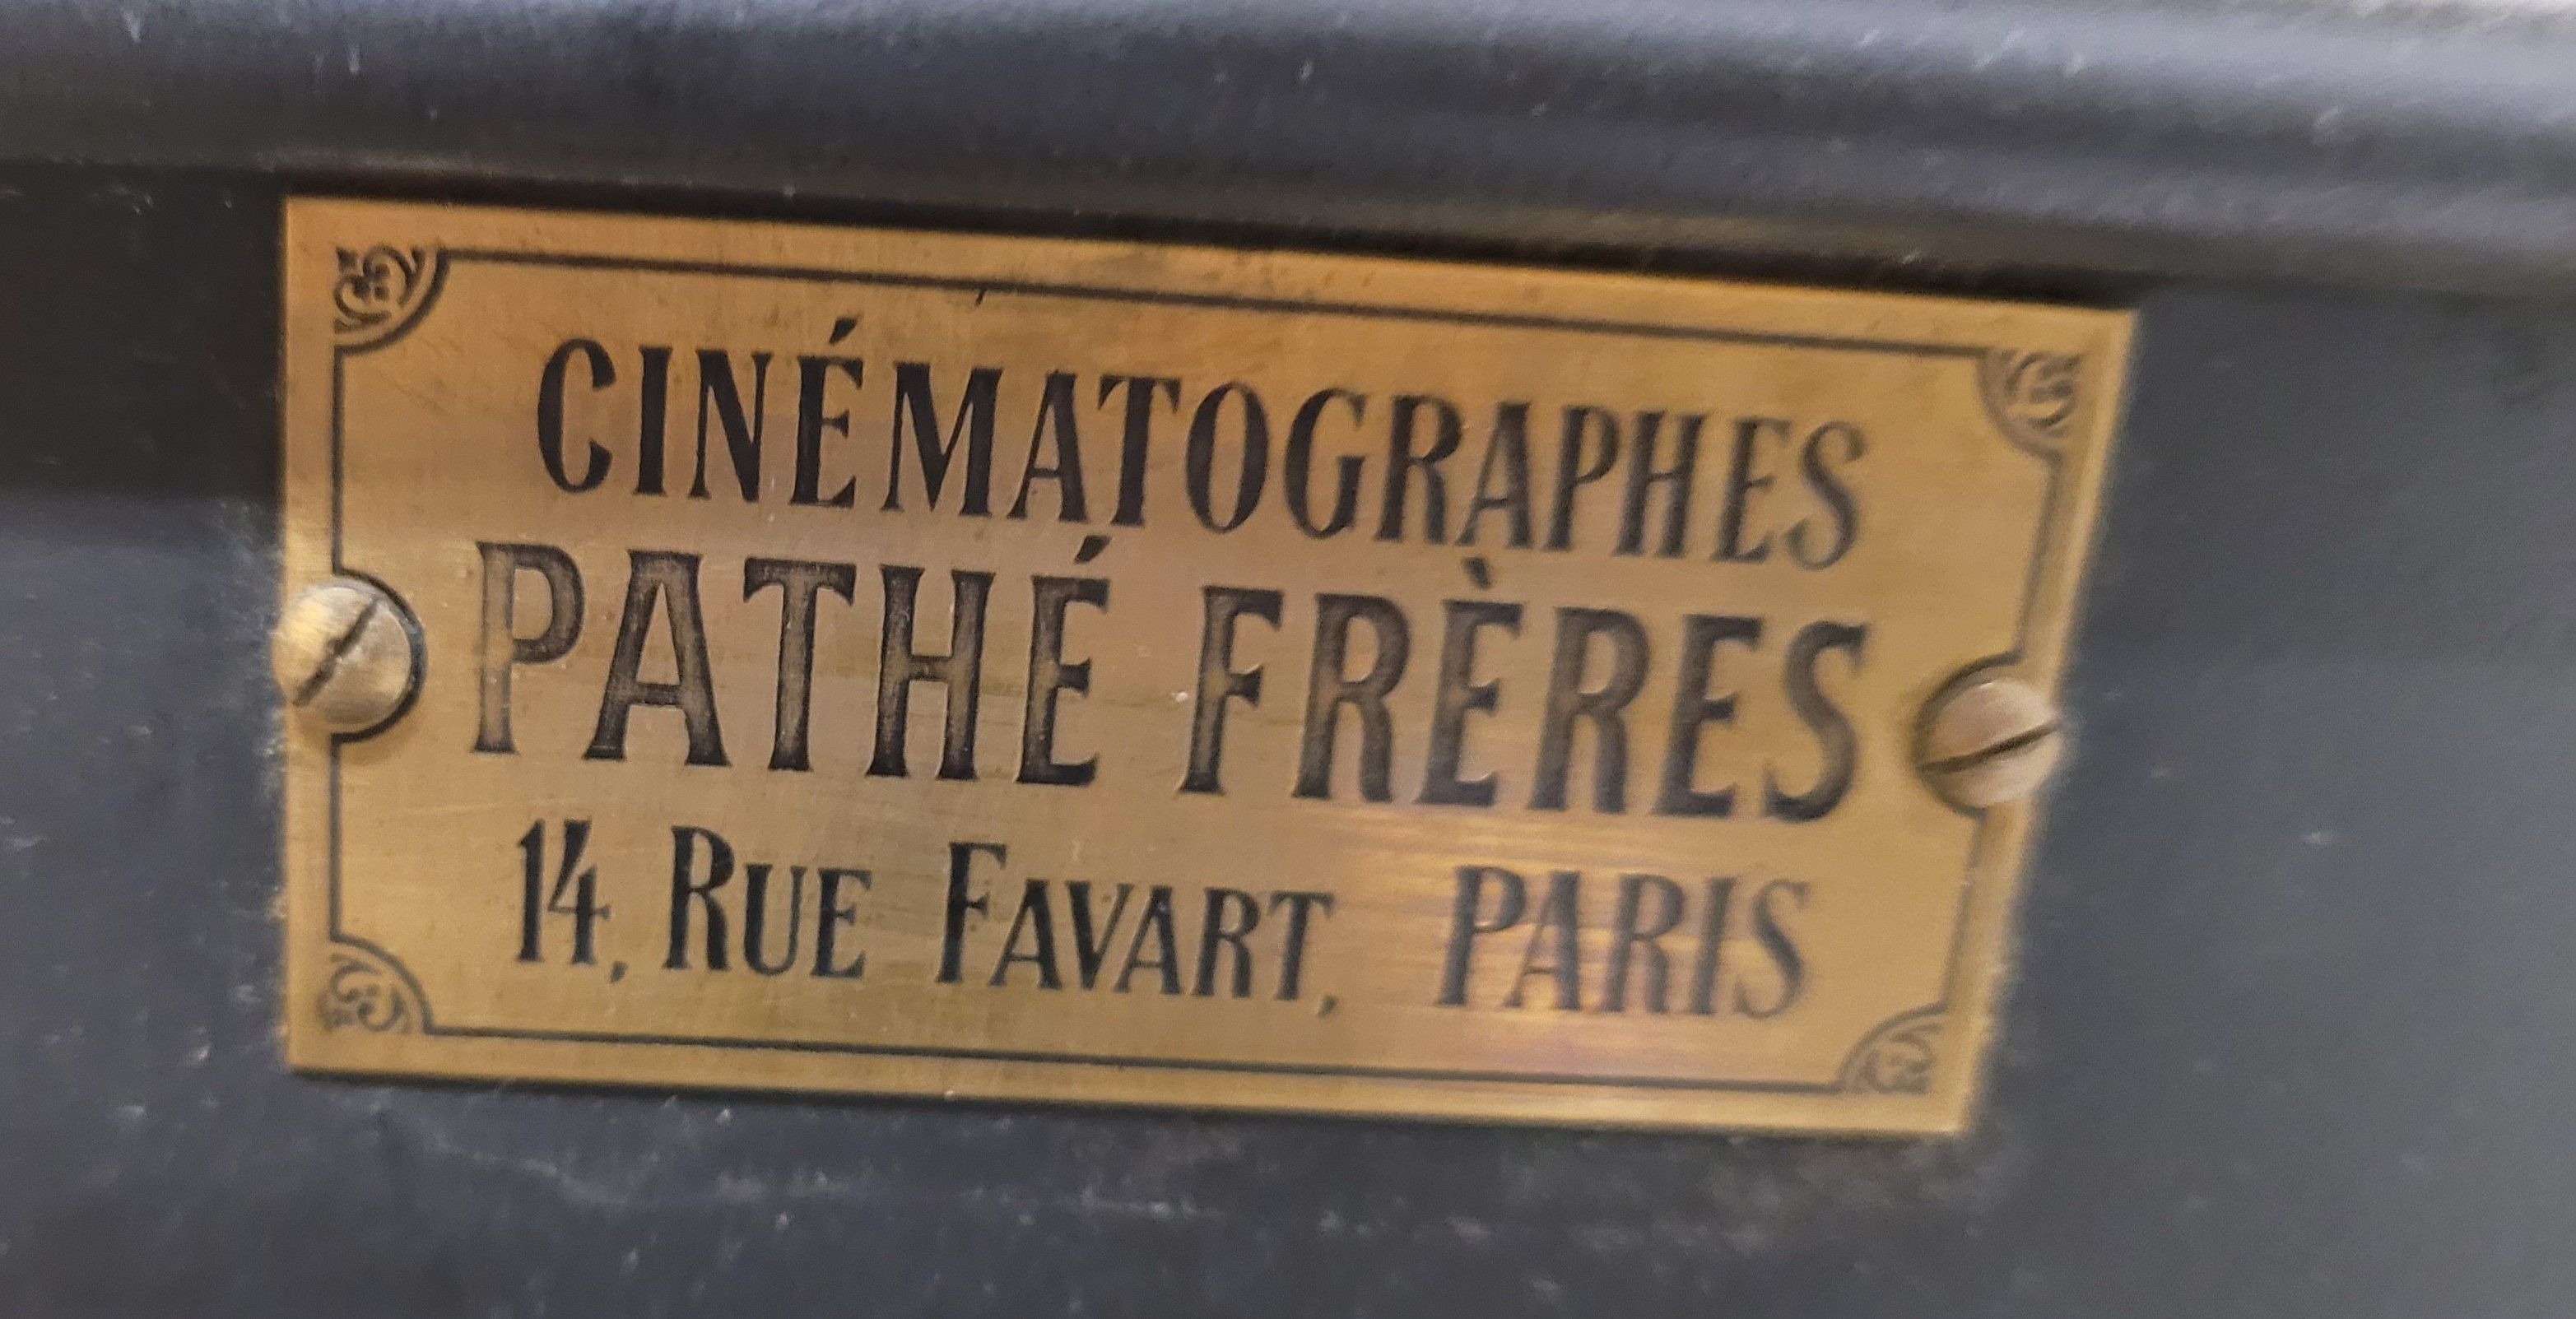 CINÉMATOGRAPHES
PATHÉ FRÈRES
14, RUE FAVART, PARIS